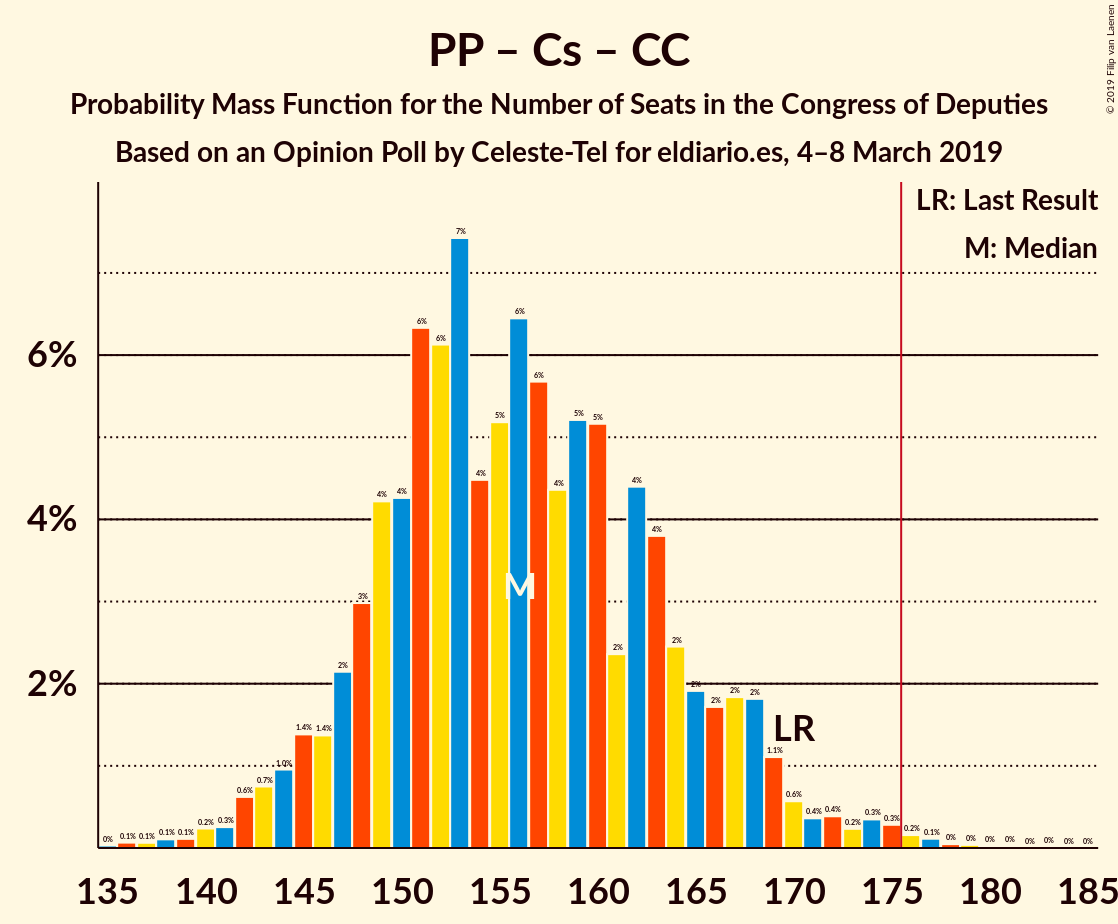 PP – Cs – CC
Probability Mass Function for the Number of Seats in the Congress of Deputies
Based on an Opinion Poll by Celeste-Tel for eldiario.es, 4–8 March 2019
© 2019 Filip van Laenen
LR: Last Result
M: Median
6%
4%
2%
0% 0.1% 0.1% 0.1% 0.1% 0.2% 0.3% 0.6% 0.7% 1.0% 1.4% 1.4% 2% 3% 4% 4% 6% 6% 7% 4% 5% 6% 6% 4% 5% 5% 2% 4% 4% 2% 2% 2% 2% 2% 1.1% 0.6% 0.4% 0.4% 0.2% 0.3% 0.3% 0.2% 0.1% 0% 0% 0% 0% 0% 0% 0% 0%
M
LR
135 140 145 150 155 160 165 170 175 180 185